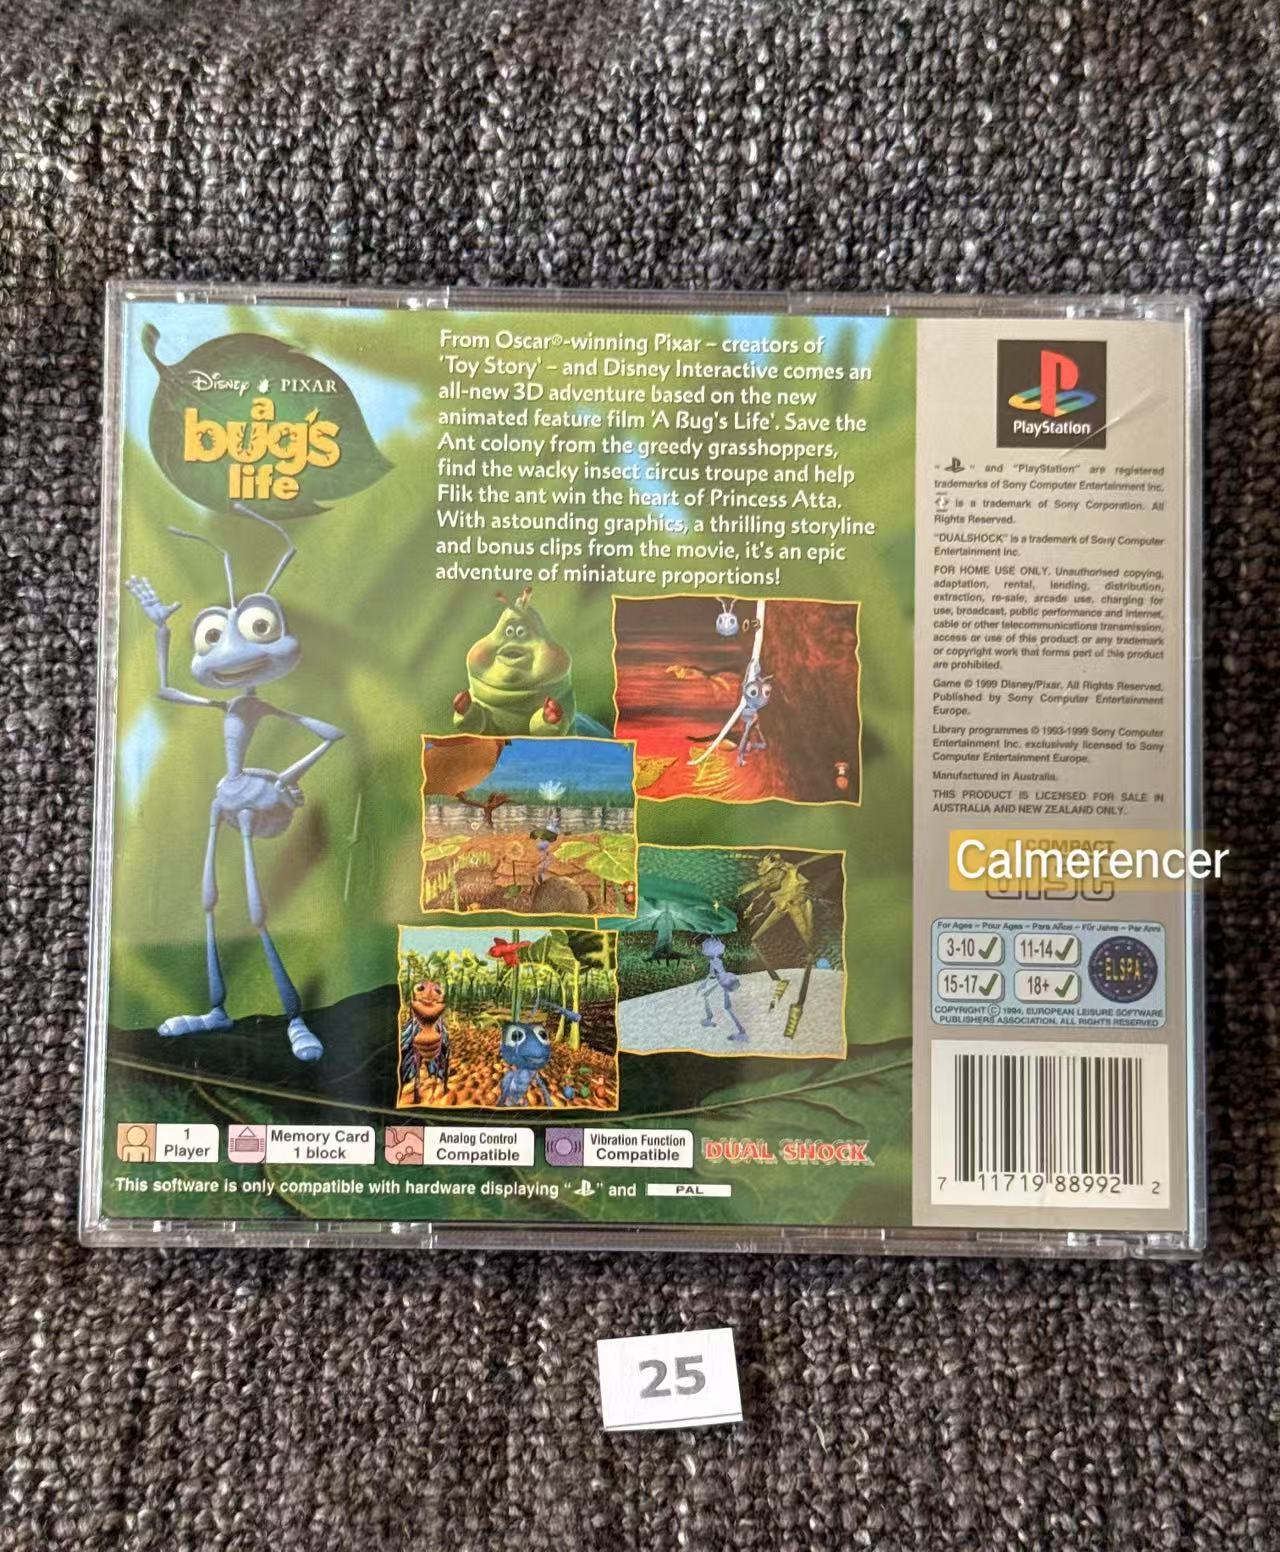 Disney PIXAR
a
bug's
life
From Oscar®-winning Pixar – creators of
'Toy Story' – and Disney Interactive comes an
all-new 3D adventure based on the new
animated feature film 'A Bug's Life'. Save the
Ant colony from the greedy grasshoppers,
find the wacky insect circus troupe and help
Flik the ant win the heart of Princess Atta.
With astounding graphics, a thrilling storyline
and bonus clips from the movie, it's an epic
adventure of miniature proportions!
1
Player
Memory Card
1 block
Analog Control
Compatible
Vibration Function
Compatible
DUAL SHOCK
This software is only compatible with hardware displaying " " and PAL
PlayStation
" " and "PlayStation" are registered
trademarks of Sony Computer Entertainment Inc.
is a trademark of Sony Corporation. All
Rights Reserved.
"DUALSHOCK" is a trademark of Sony Computer
Entertainment Inc.
FOR HOME USE ONLY. Unauthorised copying,
adaptation, rental, lending, distribution,
extraction, re-sale, arcade use, charging for
use, broadcast, public performance and internet,
cable or other telecommunications transmission,
access or use of this product or any trademark
or copyright work that forms part of this product
are prohibited.
Game © 1999 Disney/Pixar. All Rights Reserved.
Published by Sony Computer Entertainment
Europe.
Library programmes © 1993-1999 Sony Computer
Entertainment Inc. exclusively licensed to Sony
Computer Entertainment Europe.
Manufactured in Australia.
THIS PRODUCT IS LICENSED FOR SALE IN
AUSTRALIA AND NEW ZEALAND ONLY.
COMPACT
disc
Calmerencer
For Ages – Pour Ages – Para Años – Für Jahre – Per Anni
3-10 ✓ 11-14 ✓
15-17 ✓ 18+ ✓
ELSPA
COPYRIGHT © 1994, EUROPEAN LEISURE SOFTWARE
PUBLISHERS ASSOCIATION, ALL RIGHTS RESERVED
7 11719 88992 2
25